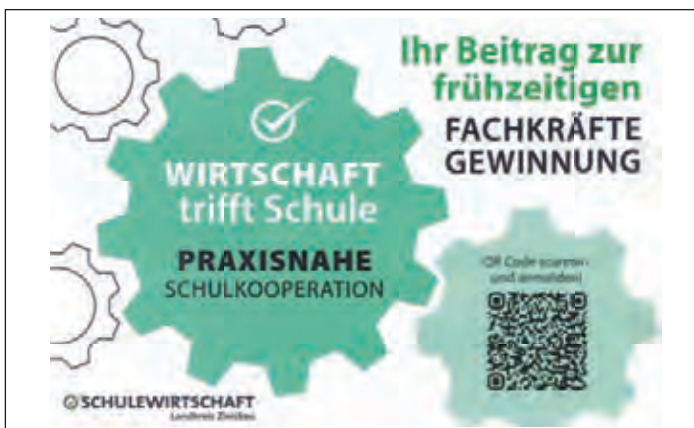 Ihr Beitrag zur
frühzeitigen
FACHKRÄFTE
GEWINNUNG
WIRTSCHAFT
trifft Schule
PRAXISNAHE
SCHULKOOPERATION
QR Code scannen
und anmelden!
SCHULEWIRTSCHAFT
Landkreis Zwickau